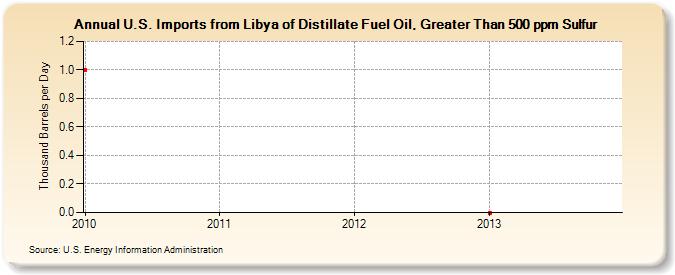 Annual U.S. Imports from Libya of Distillate Fuel Oil, Greater Than 500 ppm Sulfur
Thousand Barrels per Day
1.2
1.0
0.8
0.6
0.4
0.2
0.0
2010 2011 2012 2013
Source: U.S. Energy Information Administration